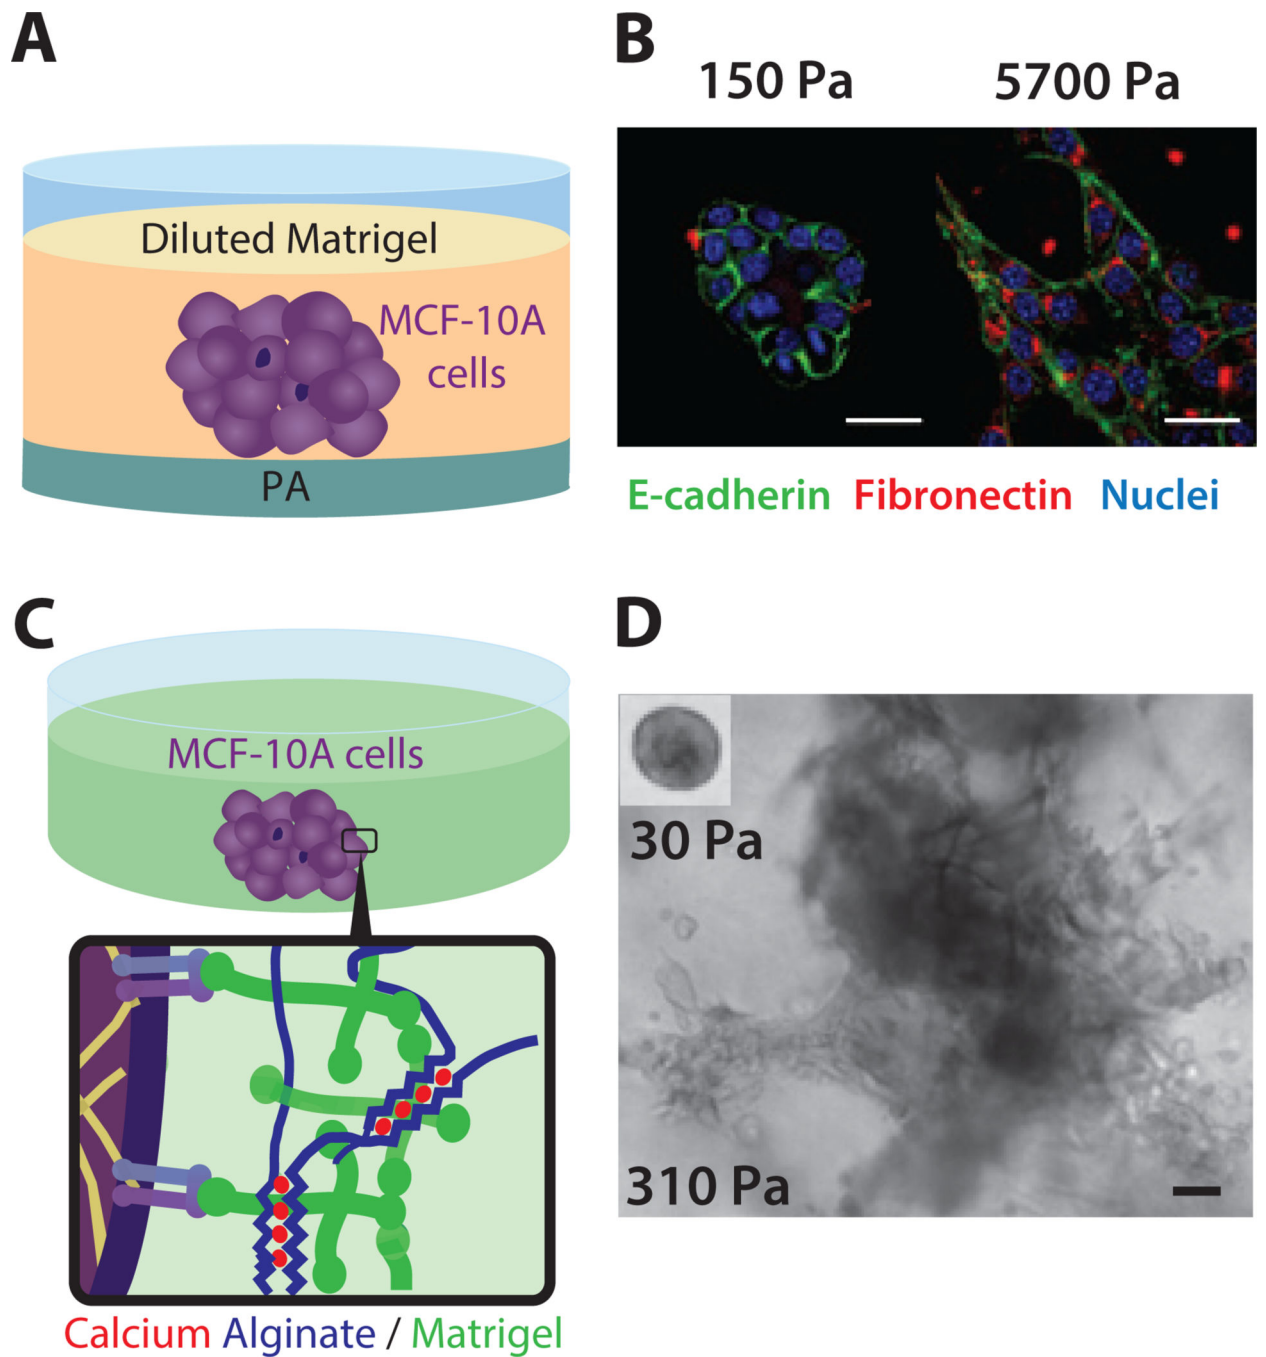 A
Diluted Matrigel
MCF-10A
cells
PA
B
150 Pa 5700 Pa
E-cadherin Fibronectin Nuclei
C
MCF-10A cells
Calcium Alginate / Matrigel
D
30 Pa
310 Pa